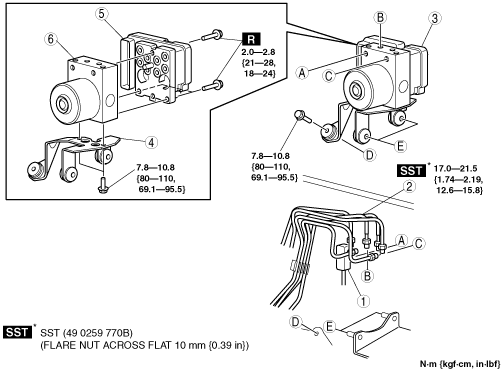 5
B
3
6
R
2.0–2.8
{21–28,
18–24}
A
C
4
7.8–10.8
{80–110,
69.1–95.5}
D
E
7.8–10.8
{80–110,
69.1–95.5}
SST *
17.0–21.5
{1.74–2.19,
12.6–15.8}
2
A
C
B
1
D
E
SST * SST (49 0259 770B)
(FLARE NUT ACROSS FLAT 10 mm {0.39 in})
N·m {kgf·cm, in·lbf}